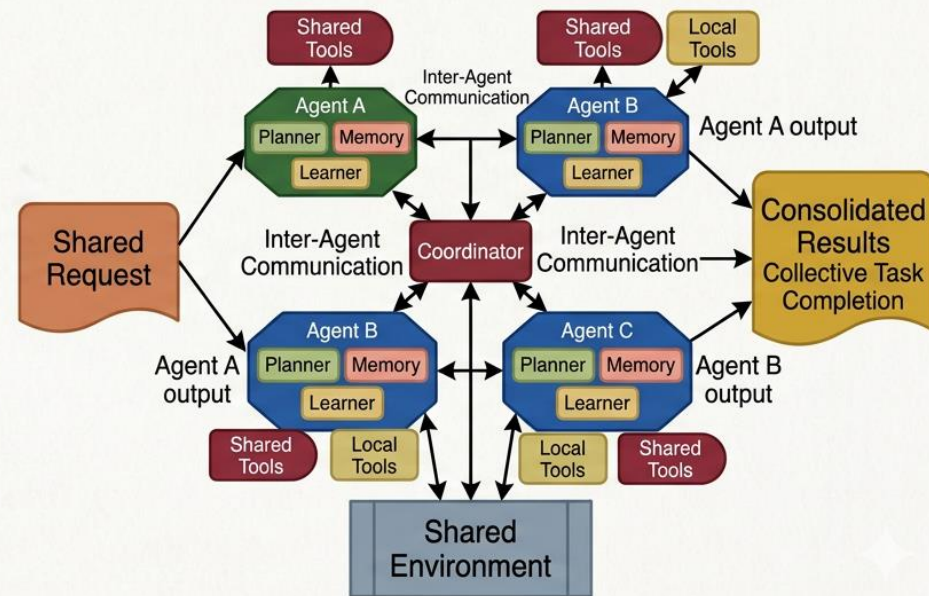 Shared
Tools
Shared
Tools
Local
Tools
Inter-Agent
Communication
Agent A
Planner
Memory
Learner
Agent B
Planner
Memory
Learner
Agent A output
Shared
Request
Inter-Agent
Communication
Coordinator
Inter-Agent
Communication
Consolidated
Results
Collective Task
Completion
Agent A
output
Agent B
Planner
Memory
Learner
Agent C
Planner
Memory
Learner
Agent B
output
Shared
Tools
Local
Tools
Local
Tools
Shared
Tools
Shared
Environment